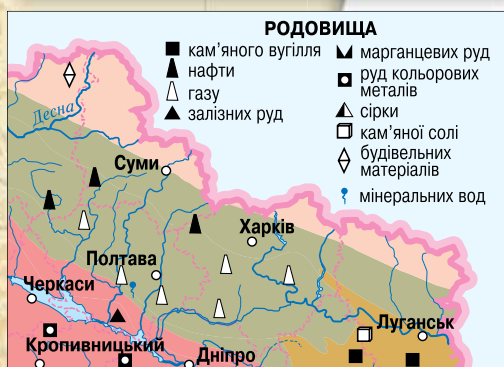 РОДОВИЩА
кам'яного вугілля
нафти
газу
залізних руд
марганцевих руд
руд кольорових
металів
сірки
кам'яної солі
будівельних
матеріалів
мінеральних вод
Десна
Суми
Харків
Полтава
Черкаси
Луганськ
Кропивницький
Дніпро